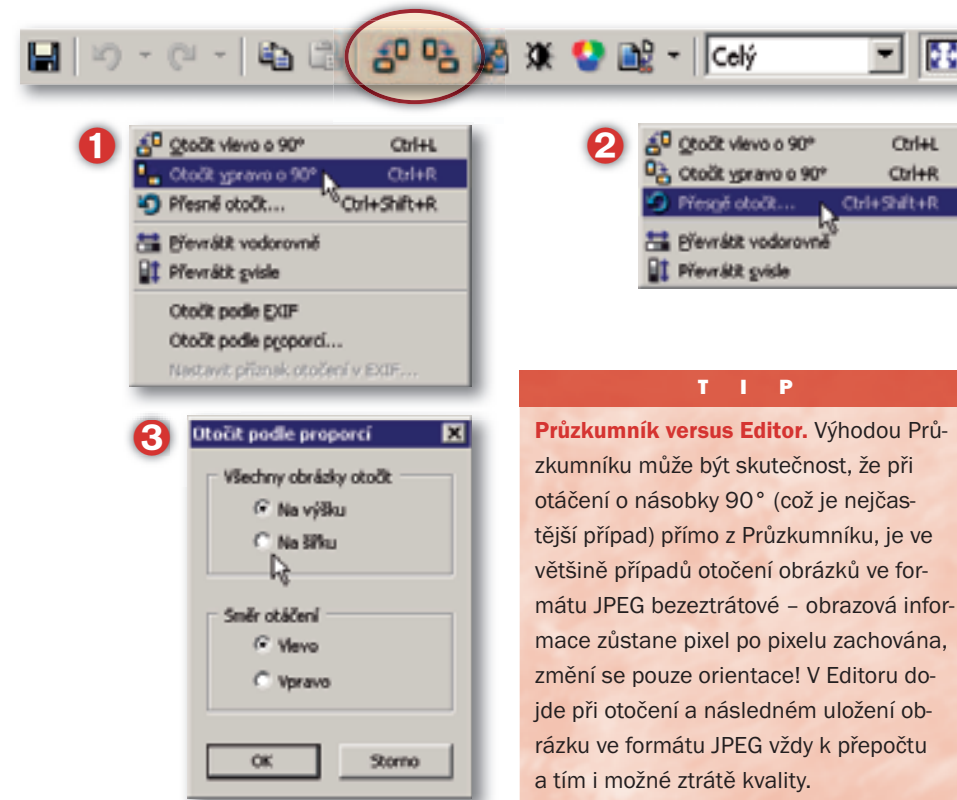 Celý
1
Otočit vlevo o 90° Ctrl+L
Otočit vpravo o 90° Ctrl+R
Přesné otočit... Ctrl+Shift+R
Převrátit vodorovně
Převrátit svisle
Otočit podle EXIF
Otočit podle proporcí...
Nastavit příznak otočení v EXIF...
2
Otočit vlevo o 90° Ctrl+L
Otočit vpravo o 90° Ctrl+R
Přesné otočit... Ctrl+Shift+R
Převrátit vodorovně
Převrátit svisle
3
Otočit podle proporcí
Všechny obrázky otočit
Na výšku
Na šířku
Směr otáčení
Vlevo
Vpravo
OK Storno
TIP
Průzkumník versus Editor. Výhodou Prů-
zkumníku může být skutečnost, že při
otáčení o násobky 90° (což je nejčas-
tější případ) přímo z Průzkumníku, je ve
většině případů otočení obrázků ve for-
mátu JPEG bezeztrátové – obrazová infor-
mace zůstane pixel po pixelu zachována,
změní se pouze orientace! V Editoru do-
jde při otočení a následném uložení ob-
rázku ve formátu JPEG vždy k přepočtu
a tím i možné ztrátě kvality.